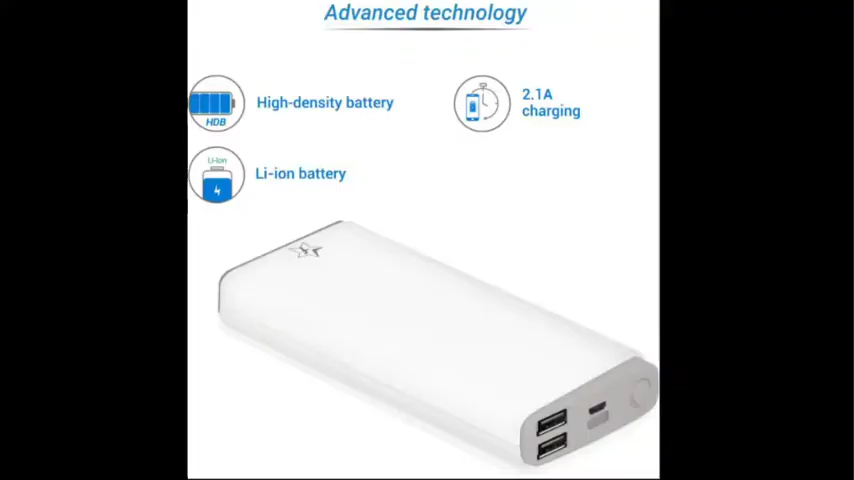 Advanced technology
High-density battery
2.1A
charging
HDB
Li-Ion
Li-ion battery